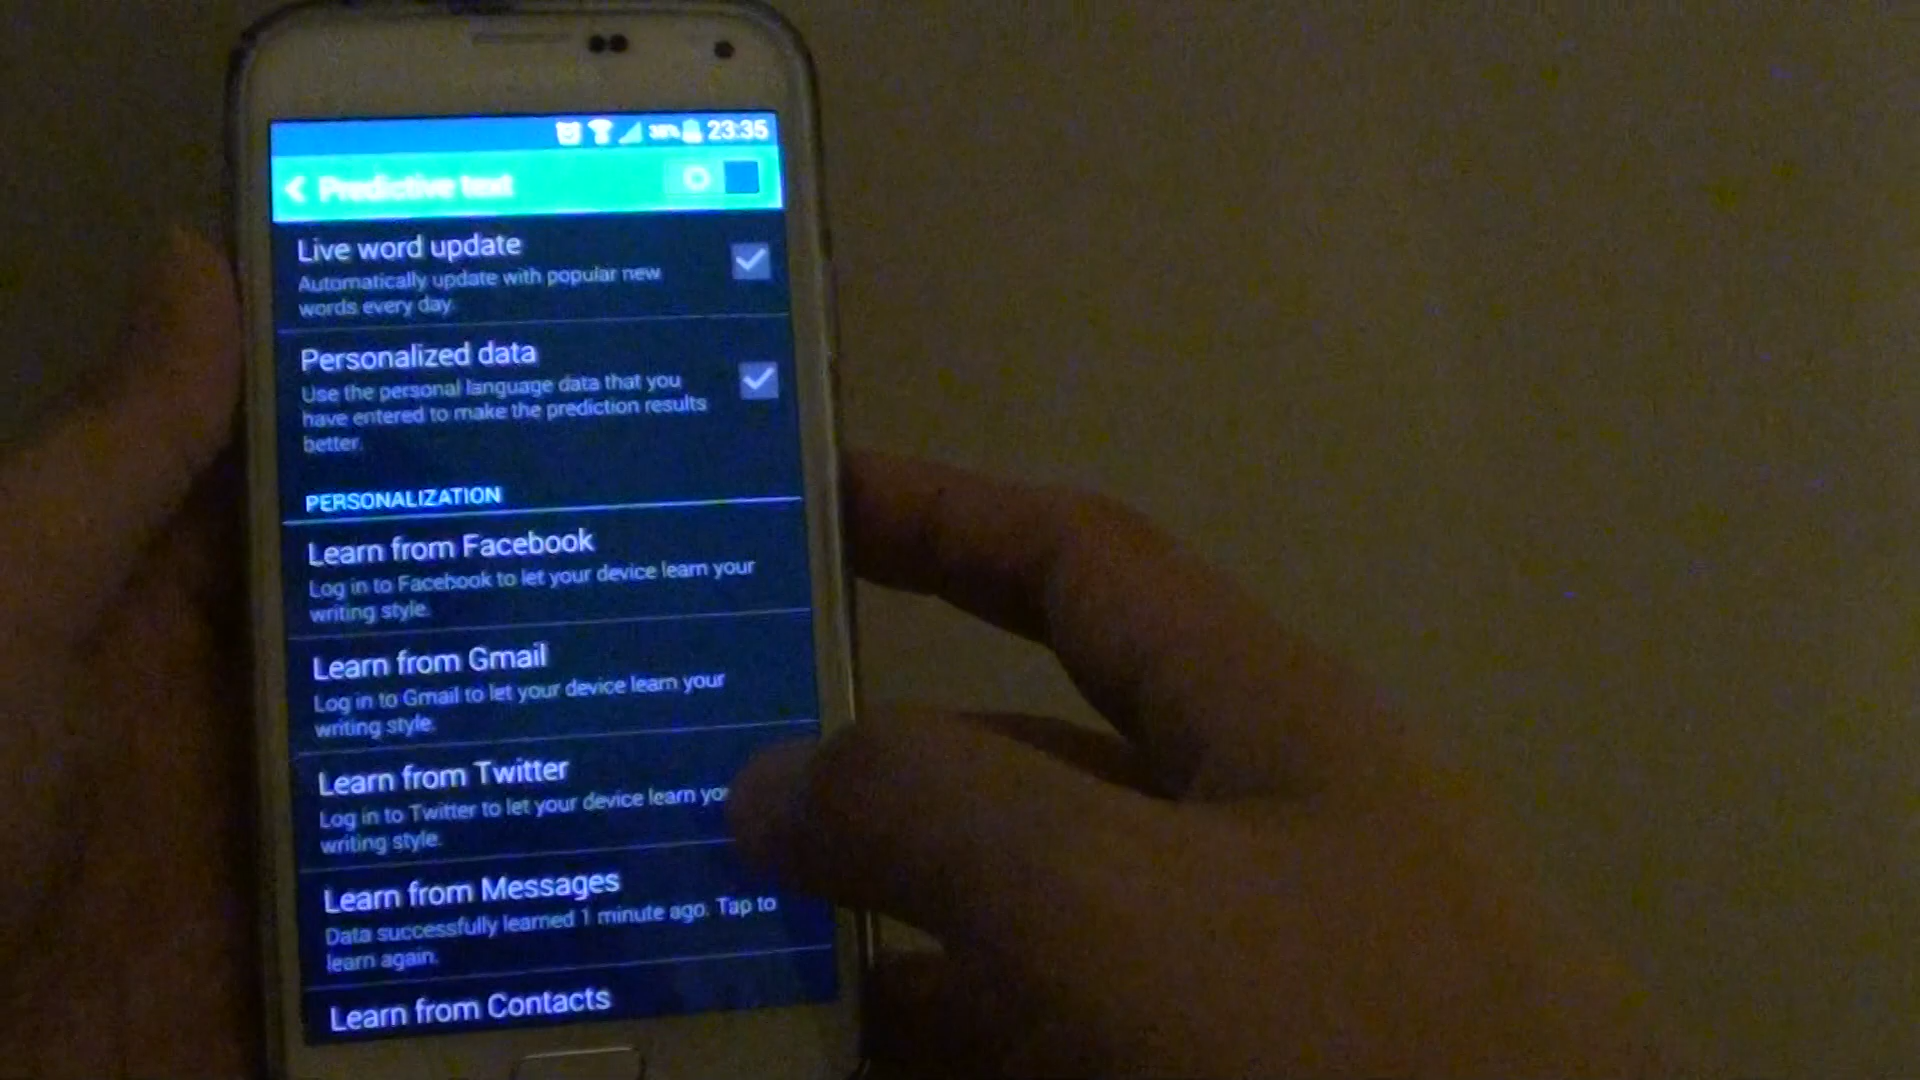 23:35
Predictive text
Live word update
Automatically update with popular new
words every day.
Personalized data
Use the personal language data that you
have entered to make the prediction results
better.
PERSONALIZATION
Learn from Facebook
Log in to Facebook to let your device learn your
writing style.
Learn from Gmail
Log in to Gmail to let your device learn your
writing style.
Learn from Twitter
Log in to Twitter to let your device learn
writing style.
Learn from Messages
Data successfully learned 1 minute ago. Tap to
learn again.
Learn from Contacts